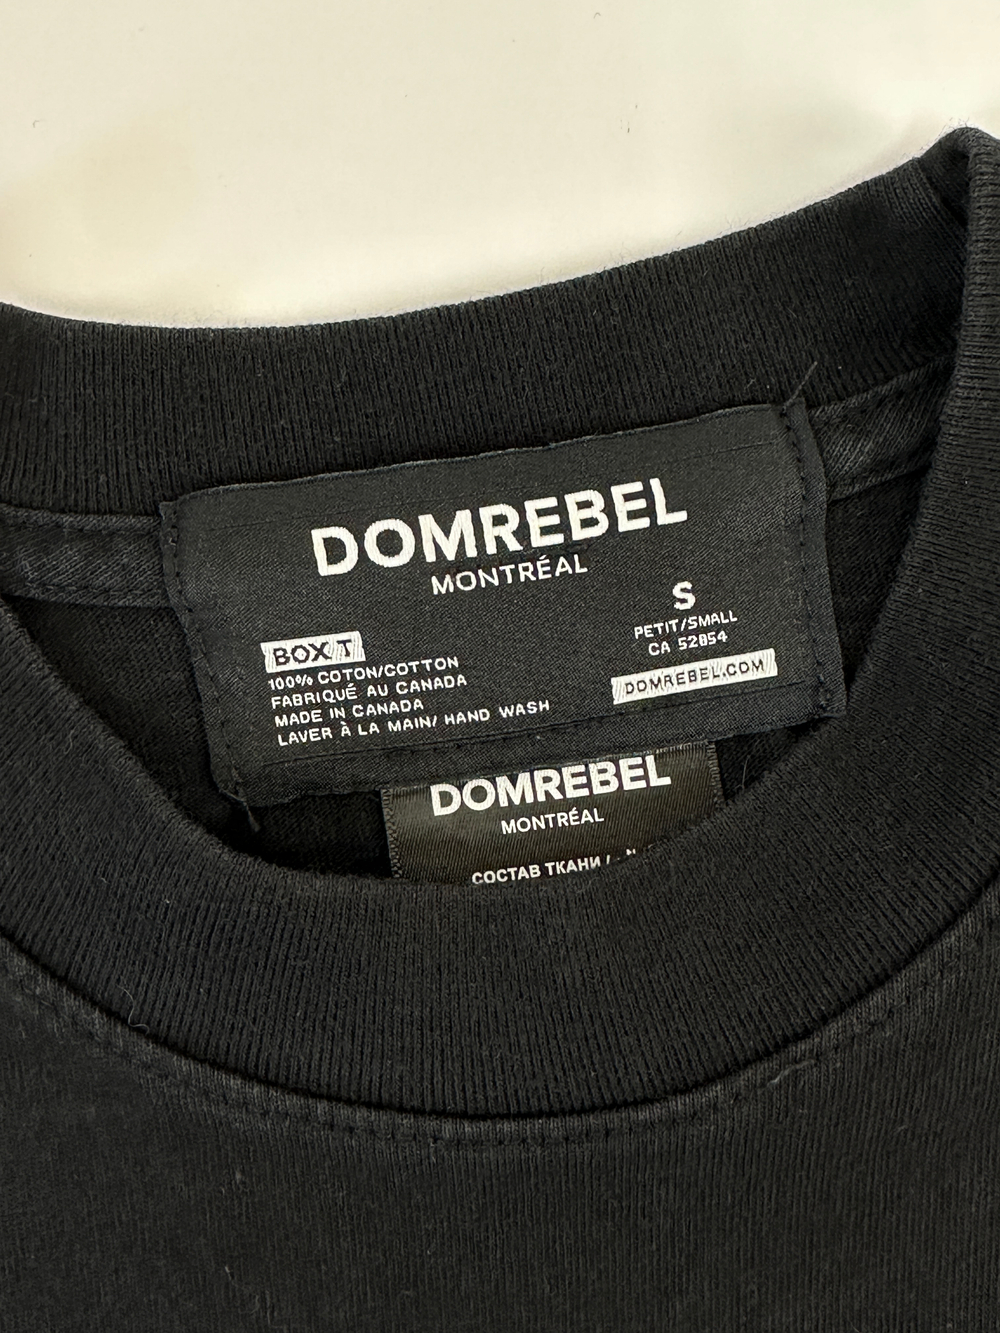 DOMREBEL
MONTRÉAL
S
PETIT/SMALL
CA 52854
DOMREBEL.COM
BOX T
100% COTON/COTTON
FABRIQUÉ AU CANADA
MADE IN CANADA
LAVER À LA MAIN/ HAND WASH
DOMREBEL
MONTRÉAL
СОСТАВ ТКАНИ /